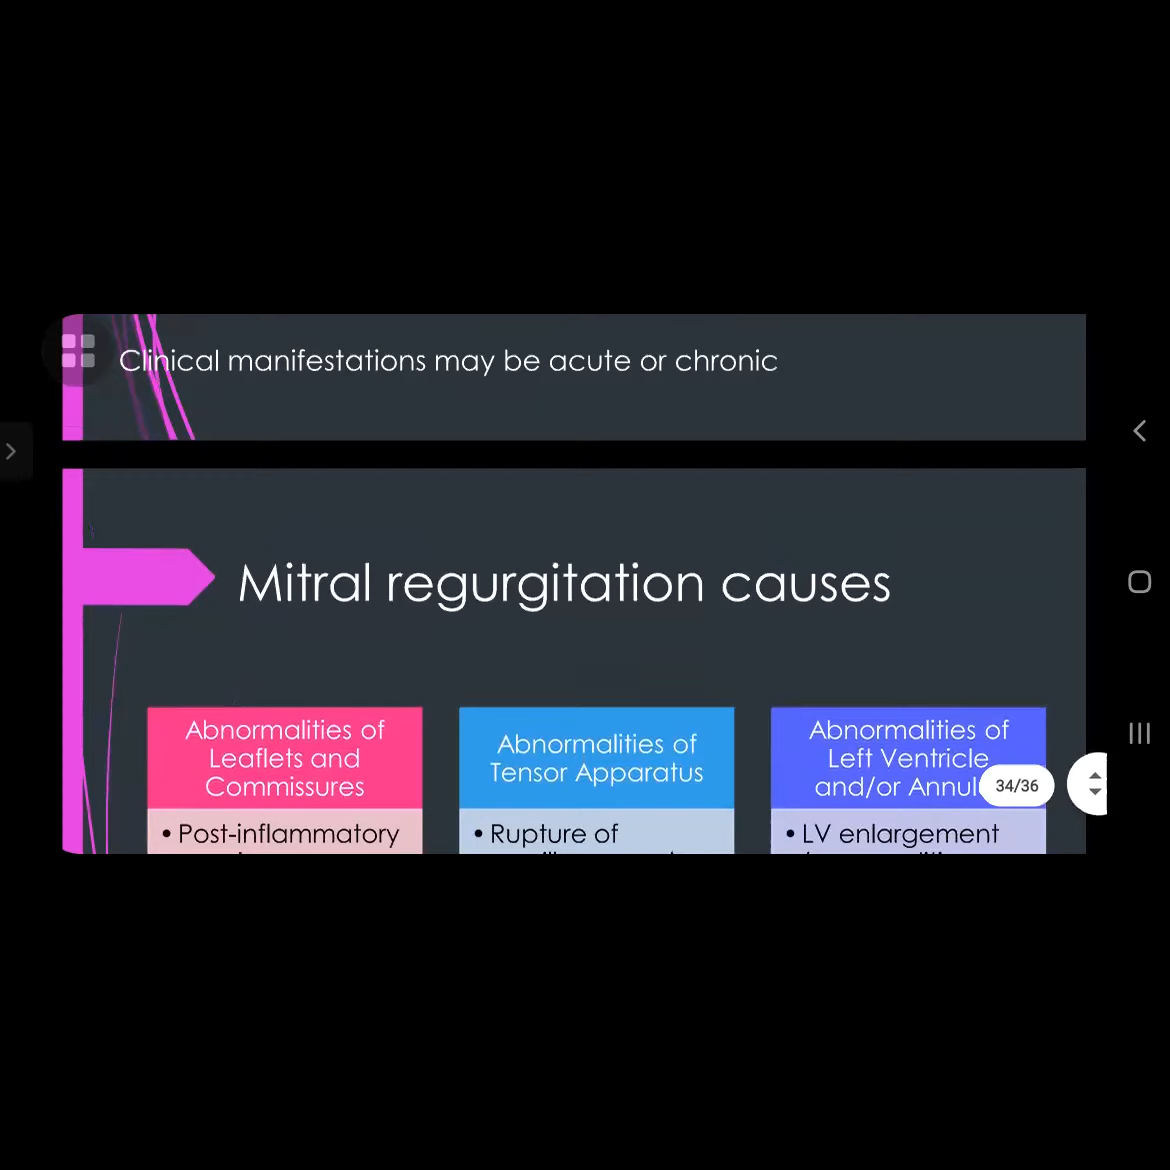 Clinical manifestations may be acute or chronic
Mitral regurgitation causes
Abnormalities of
Leaflets and
Commissures
Abnormalities of
Tensor Apparatus
Abnormalities of
Left Ventricle
and/or
34/36
• Post-inflammatory
• Rupture of
• LV enlargement